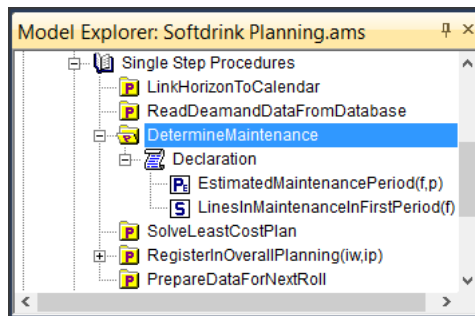 Model Explorer: Softdrink Planning.ams
Single Step Procedures
P LinkHorizonToCalendar
P ReadDeamandDataFromDatabase
P DetermineMaintenance
Declaration
PE EstimatedMaintenancePeriod(f,p)
S LinesInMaintenanceInFirstPeriod(f)
P SolveLeastCostPlan
P RegisterInOverallPlanning(iw,ip)
P PrepareDataForNextRoll